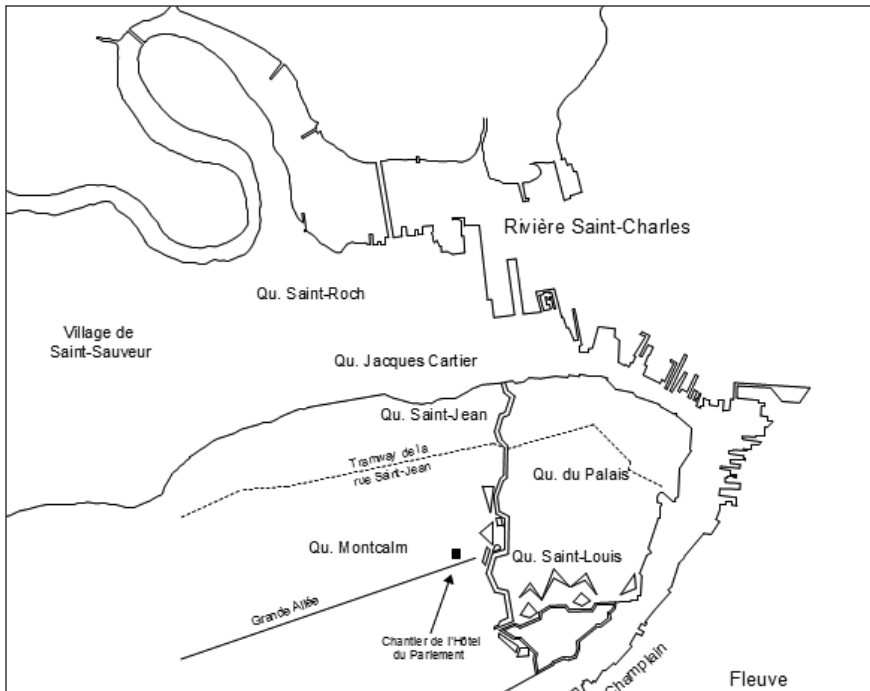 Rivière Saint-Charles
Qu. Saint-Roch
Village de
Saint-Sauveur
Qu. Jacques Cartier
Qu. Saint-Jean
Tramway de la
rue Saint-Jean
Qu. du Palais
Qu. Montcalm
Qu. Saint-Louis
Grande Allée
Chantier de l'Hôtel
du Parlement
Champlain
Fleuve